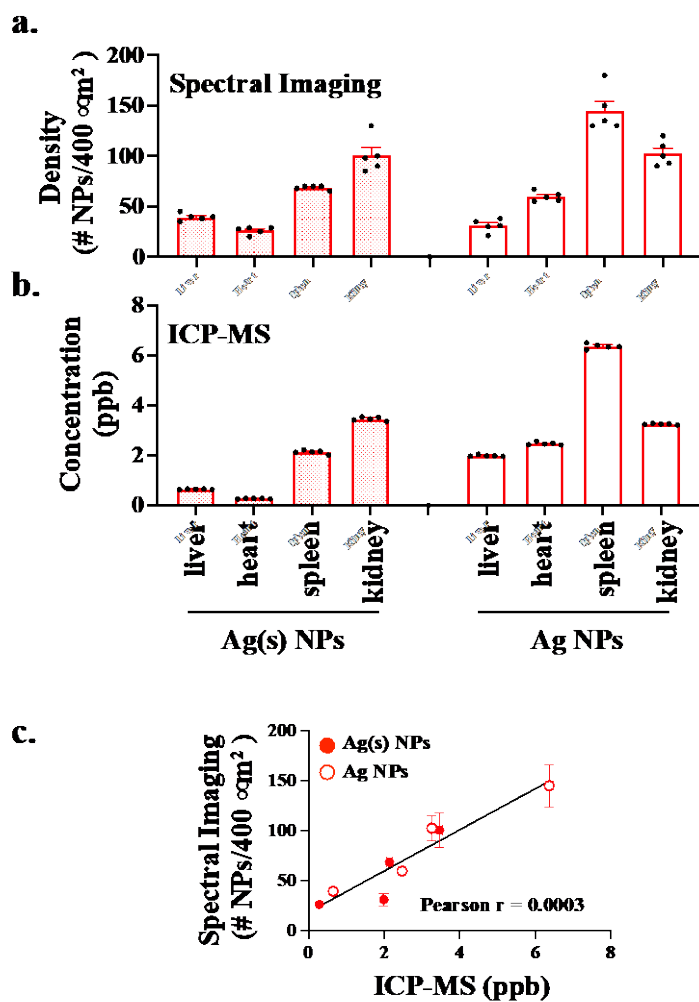 a.
Spectral Imaging
Density
(# NPs/400 ∝m²)
200
150
100
50
0
b.
ICP-MS
Concentration
(ppb)
8
6
4
2
0
liver
heart
spleen
kidney
liver
heart
spleen
kidney
Ag(s) NPs
Ag NPs
c.
Spectral Imaging
(# NPs/400 ∝m²)
200
150
100
50
0
Ag(s) NPs
Ag NPs
Pearson r = 0.0003
0
2
4
6
8
ICP-MS (ppb)